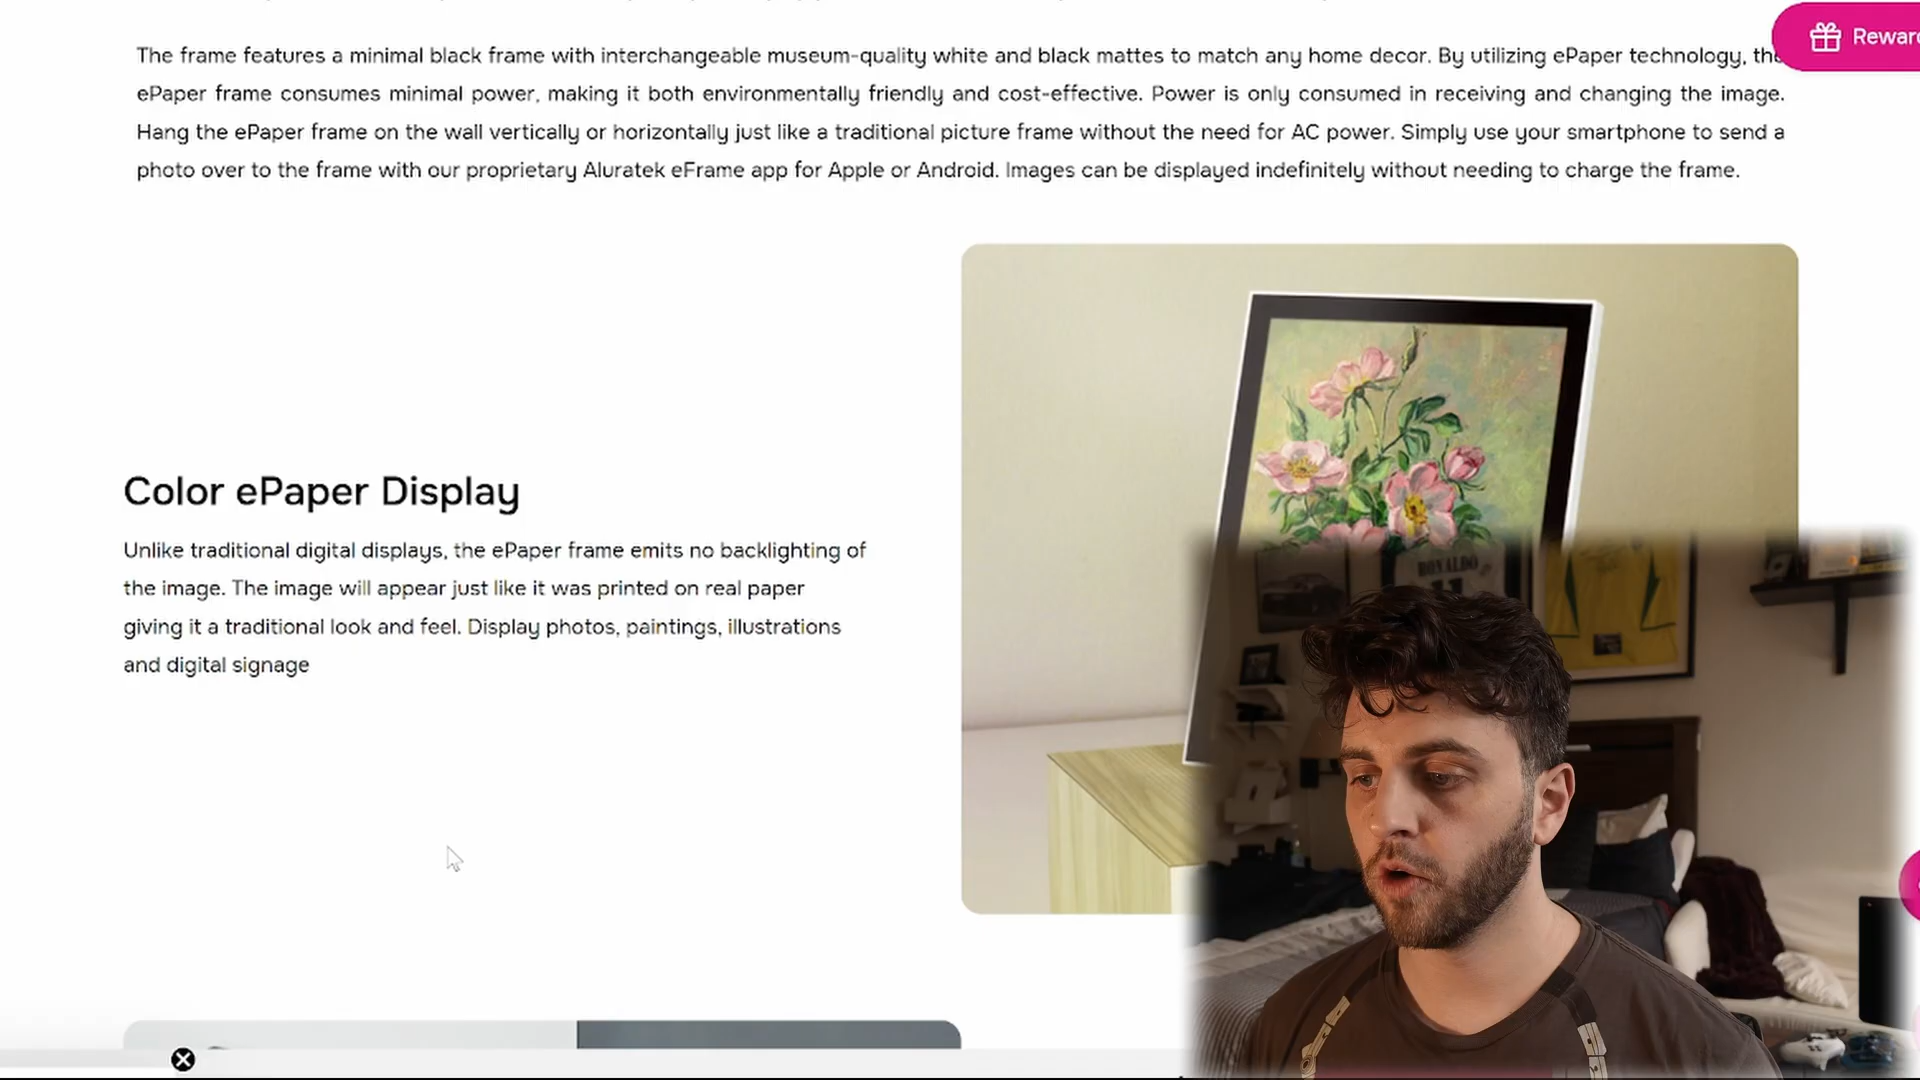 The frame features a minimal black frame with interchangeable museum-quality white and black mattes to match any home decor. By utilizing ePaper technology, the
ePaper frame consumes minimal power, making it both environmentally friendly and cost-effective. Power is only consumed in receiving and changing the image.
Hang the ePaper frame on the wall vertically or horizontally just like a traditional picture frame without the need for AC power. Simply use your smartphone to send a
photo over to the frame with our proprietary Aluratek eFrame app for Apple or Android. Images can be displayed indefinitely without needing to charge the frame.
Reward
Color ePaper Display
Unlike traditional digital displays, the ePaper frame emits no backlighting of
the image. The image will appear just like it was printed on real paper
giving it a traditional look and feel. Display photos, paintings, illustrations
and digital signage
RONALDO